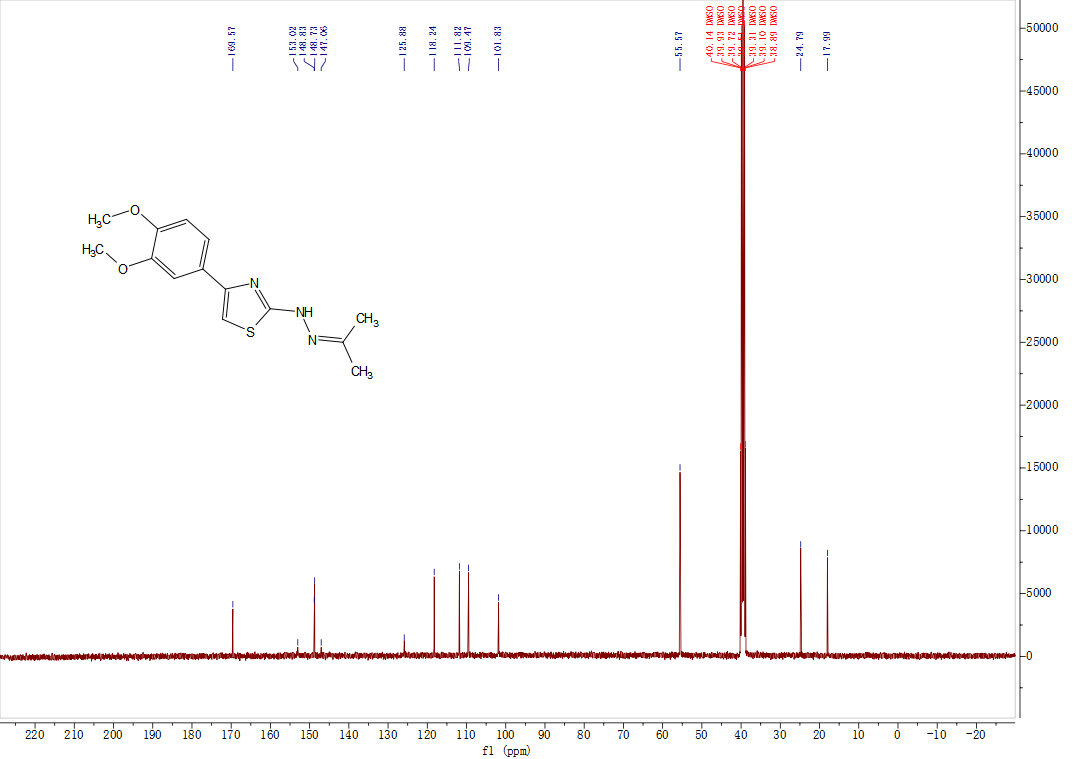 169.57
153.02
148.83
148.73
147.06
125.88
118.24
111.82
109.47
101.83
55.57
40.14 DMSO
39.93 DMSO
39.72 DMSO
39.31 DMSO
39.10 DMSO
38.89 DMSO
24.79
17.99
50000
45000
40000
35000
30000
25000
20000
15000
10000
5000
0
H3C
O
H3C
O
N
NH
S
N
CH3
CH3
220 210 200 190 180 170 160 150 140 130 120 110 100 90 80 70 60 50 40 30 20 10 0 -10 -20
f1 (ppm)